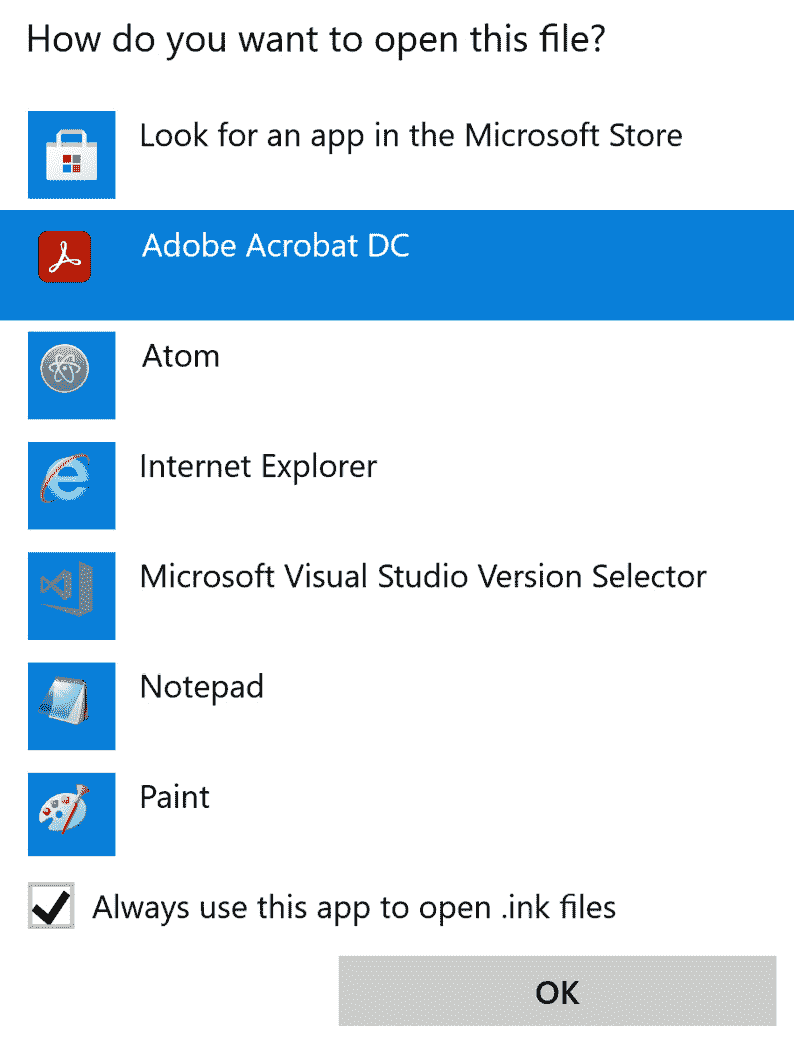 How do you want to open this file?
Look for an app in the Microsoft Store
Adobe Acrobat DC
Atom
Internet Explorer
Microsoft Visual Studio Version Selector
Notepad
Paint
Always use this app to open .ink files
OK